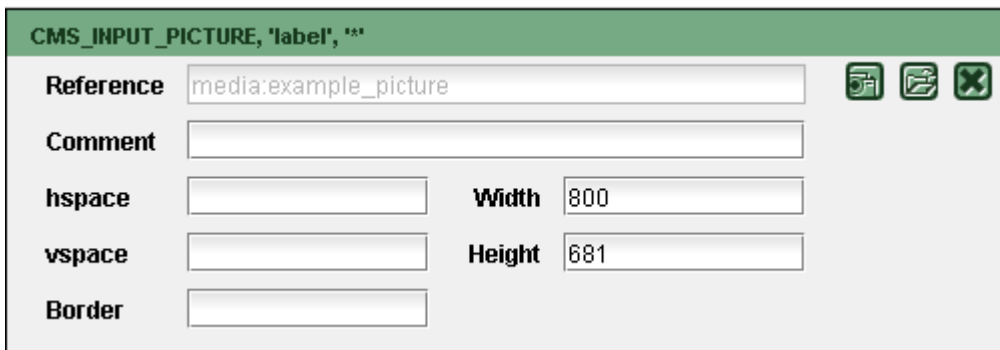 CMS_INPUT_PICTURE, 'label', '*'
Reference media:example_picture
Comment
hspace Width 800
vspace Height 681
Border